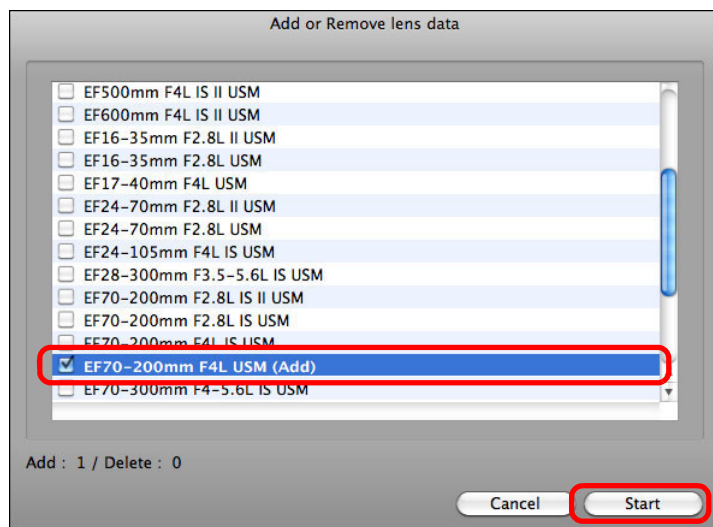 Add or Remove lens data
EF500mm F4L IS II USM
EF600mm F4L IS II USM
EF16-35mm F2.8L II USM
EF16-35mm F2.8L USM
EF17-40mm F4L USM
EF24-70mm F2.8L II USM
EF24-70mm F2.8L USM
EF24-105mm F4L IS USM
EF28-300mm F3.5-5.6L IS USM
EF70-200mm F2.8L IS II USM
EF70-200mm F2.8L IS USM
EF70-200mm F4L IS USM
EF70-200mm F4L USM (Add)
EF70-300mm F4-5.6L IS USM
Add : 1 / Delete : 0
Cancel Start